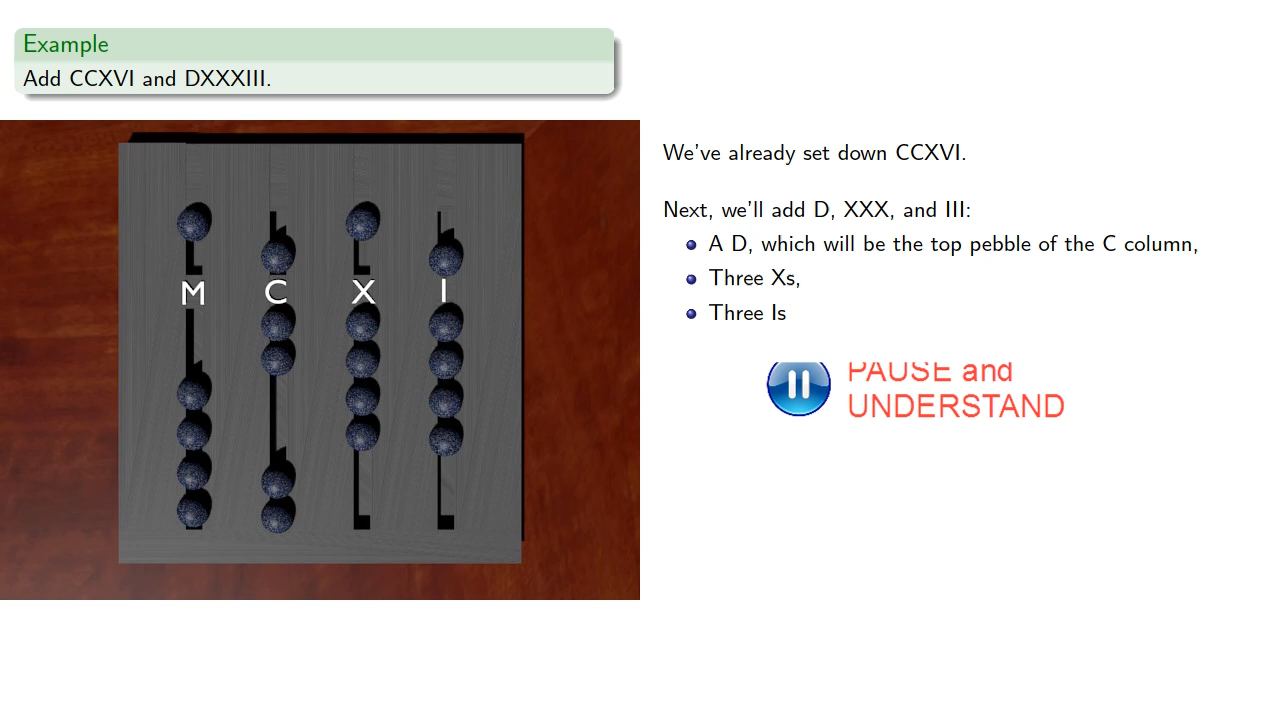 Example
Add CCXVI and DXXXIII.
We've already set down CCXVI.
Next, we'll add D, XXX, and III:
A D, which will be the top pebble of the C column,
Three Xs,
Three Is
M C X I
PAUSE and
UNDERSTAND